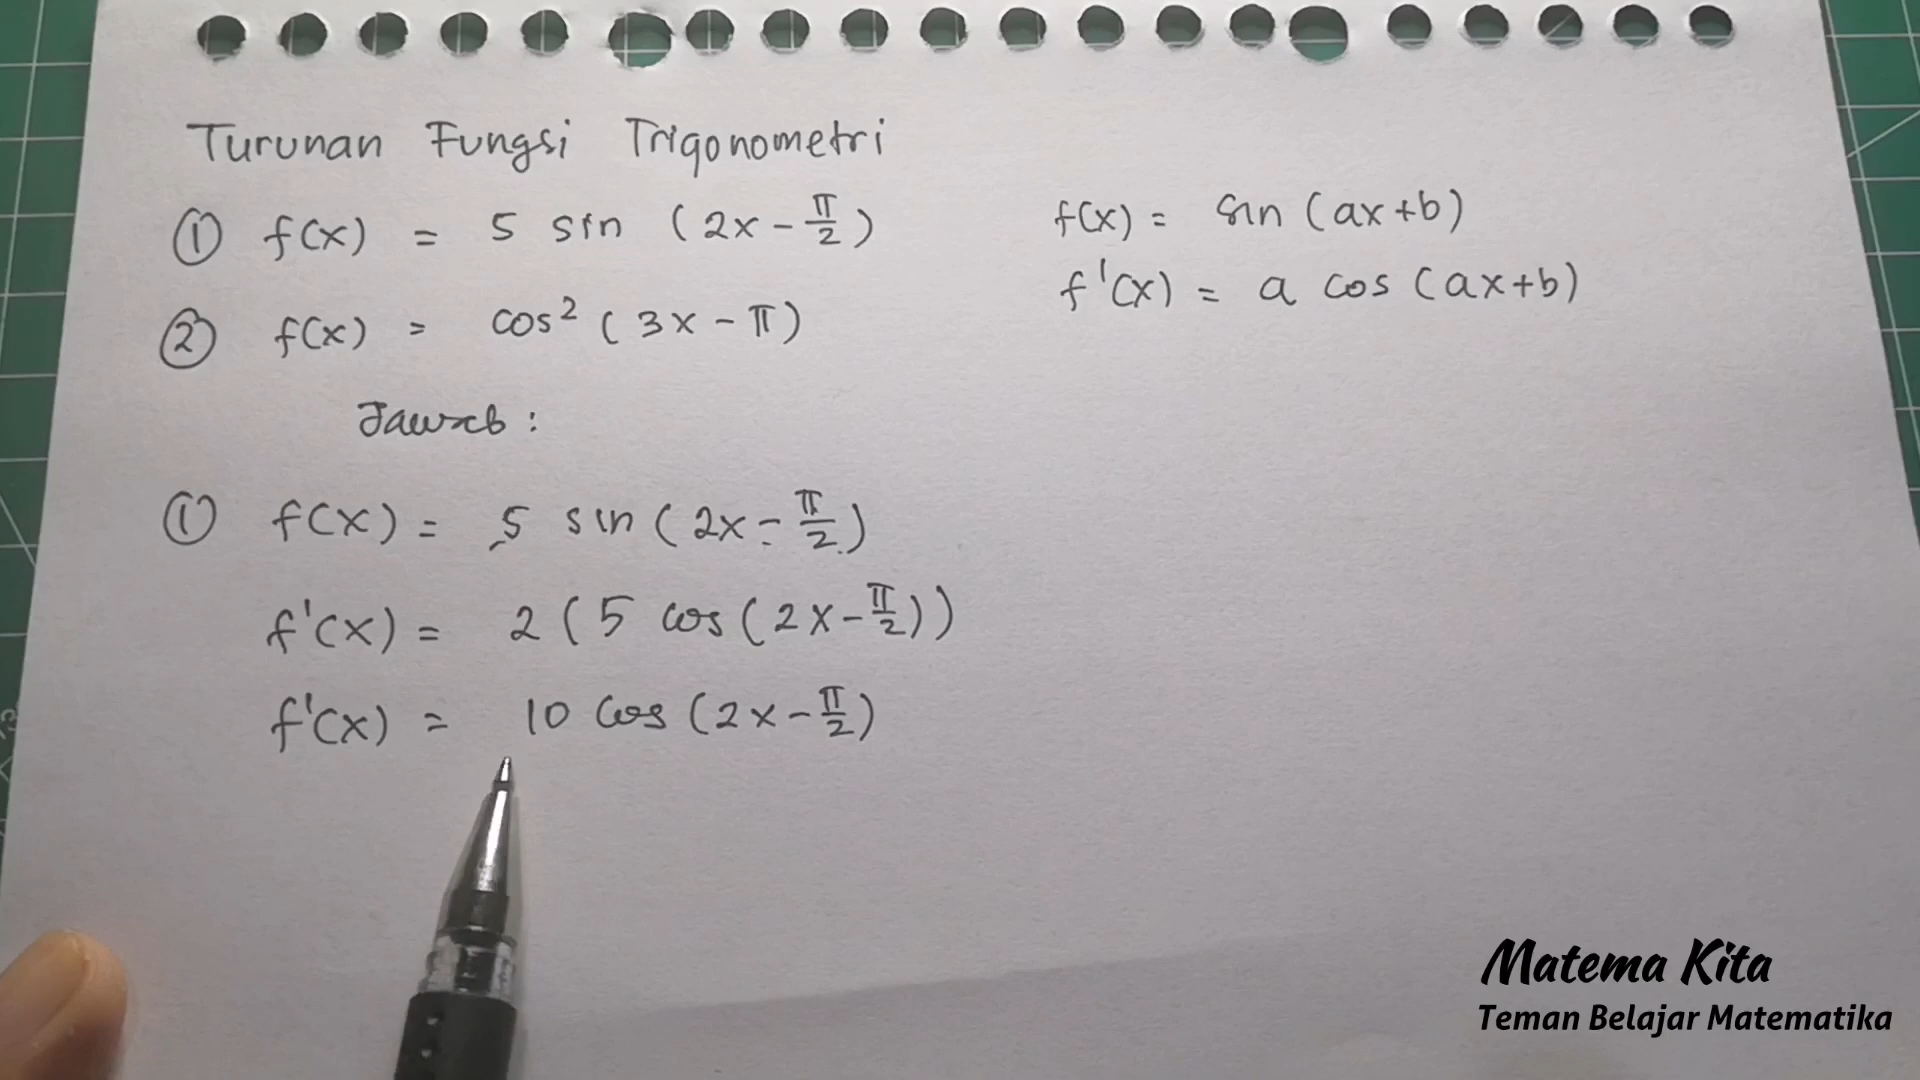 Turunan Fungsi Trigonometri
① f(x) = 5 sin (2x - π/2)
② f(x) = cos² (3x - π)
f(x) = sin (ax+b)
f'(x) = a cos (ax+b)
Jawab :
① f(x) = 5 sin (2x - π/2)
f'(x) = 2 (5 cos (2x - π/2))
f'(x) = 10 cos (2x - π/2)
Matema Kita
Teman Belajar Matematika